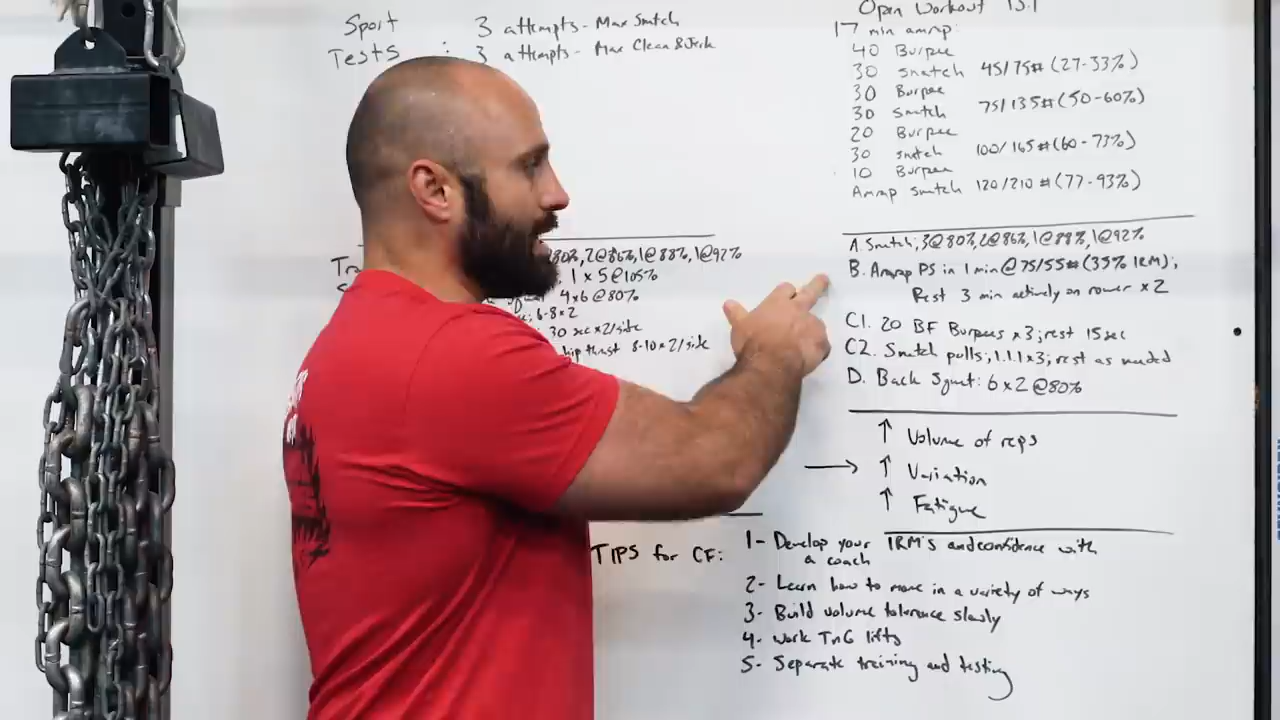 Sport
Tests : 3 attempts - Max Snatch
3 attempts - Max Clean & Jerk
80%, 2@86%, 1@88%, 1@92%
1 x 5 @105%
4x6 @80%
; 6-8x2
; 30 sec x2/side
hip thrust 8-10x2/side
Open Workout 13.1
17 min amrap:
40 Burpee
30 snatch 45/75# (27-33%)
30 Burpee
30 Snatch 75/135# (50-60%)
20 Burpee
30 snatch 100/165# (60-73%)
10 Burpee
Amrap snatch 120/210# (77-93%)
A. Snatch; 3@80%, 2@86%, 1@88%, 1@92%
B. Amrap PS in 1 min @75/55# (35% 1RM);
Rest 3 min actively on rower x2
C1. 20 BF Burpees x3; rest 15sec
C2. Snatch pulls; 1.1.1x3; rest as needed
D. Back Squat: 6x2 @80%
↑ Volume of reps
→ ↑ Variation
↑ Fatigue
TIPS for CF: 1- Develop your 1RM's and confidence with
a coach
2- Learn how to move in a variety of ways
3- Build volume tolerance slowly
4- Work TnG lifts
5- Separate training and testing